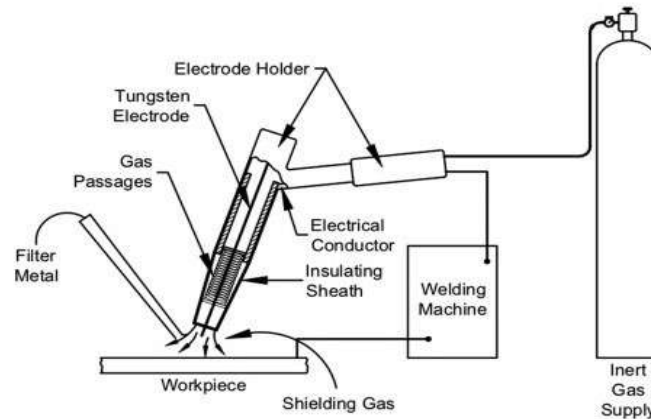 Electrode Holder
Tungsten
Electrode
Gas
Passages
Filter
Metal
Electrical
Conductor
Insulating
Sheath
Welding
Machine
Workpiece
Shielding Gas
Inert
Gas
Supply